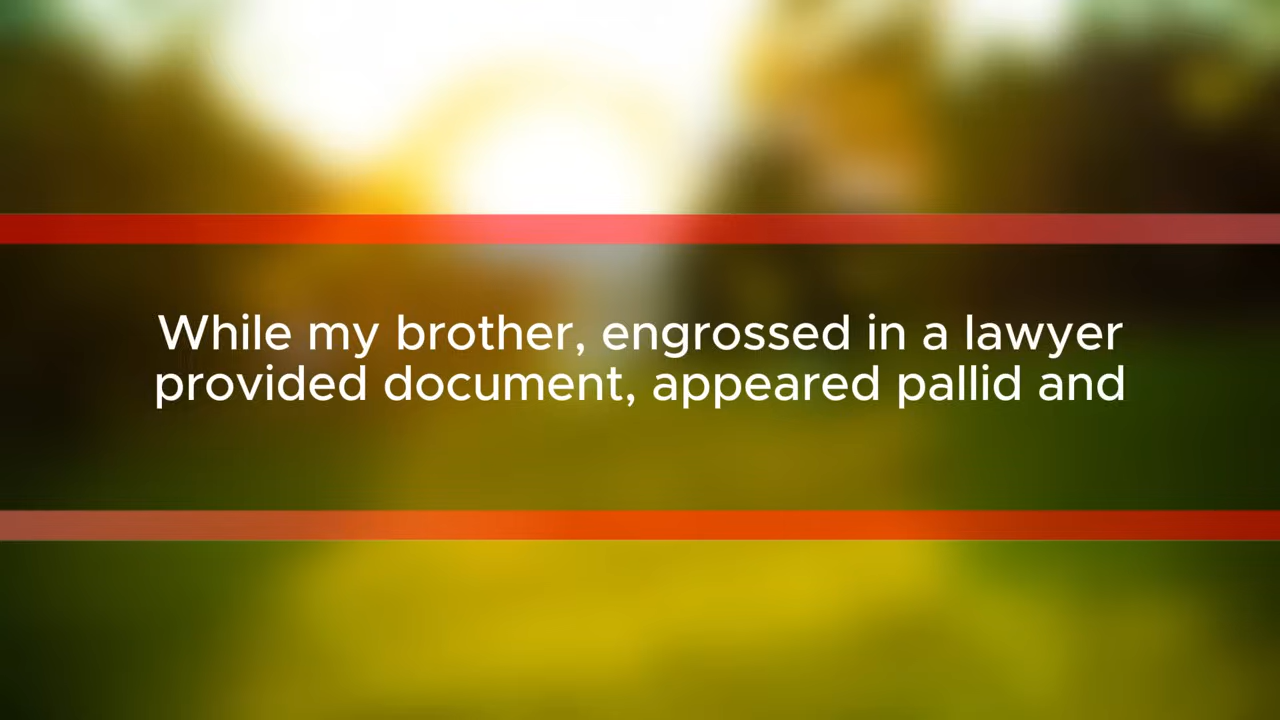 While my brother, engrossed in a lawyer
provided document, appeared pallid and